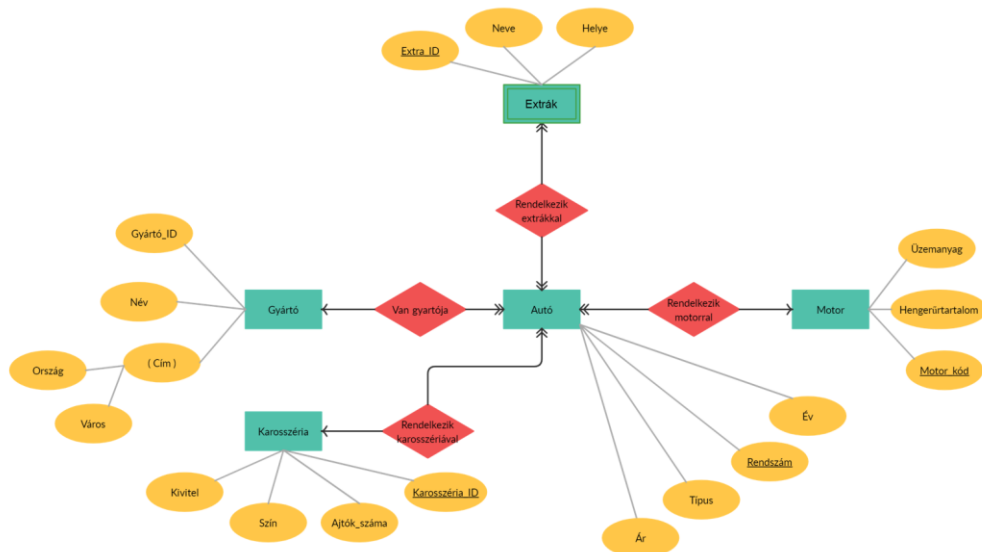 Neve
Helye
Extra_ID
Extrák
Rendelkezik
extrákkal
Gyártó_ID
Üzemanyag
Név
Gyártó
Van gyartója
Autó
Rendelkezik
motorral
Motor
Hengerűrtartalom
( Cím )
Ország
Motor_kód
Város
Karosszéria
Rendelkezik
karosszériával
Év
Rendszám
Kivitel
Karosszéria_ID
Típus
Szín
Ajtók_száma
Ár